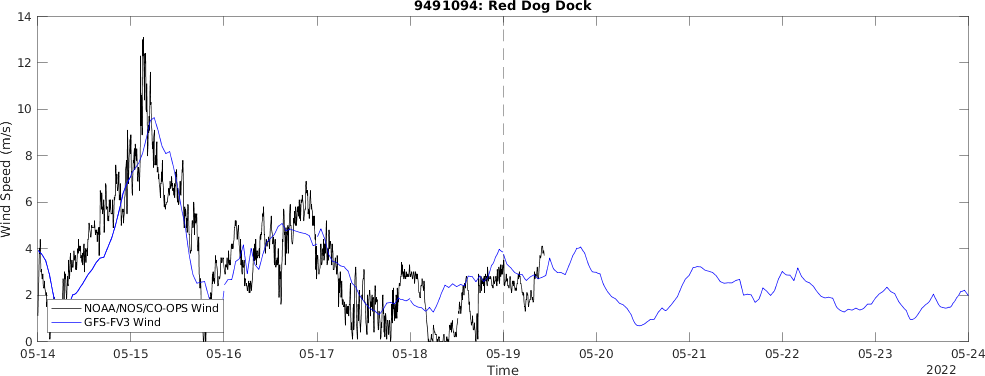 9491094: Red Dog Dock
14
12
10
8
6
4
2
0
Wind Speed (m/s)
NOAA/NOS/CO-OPS Wind
GFS-FV3 Wind
05-14 05-15 05-16 05-17 05-18 05-19 05-20 05-21 05-22 05-23 05-24
Time
2022